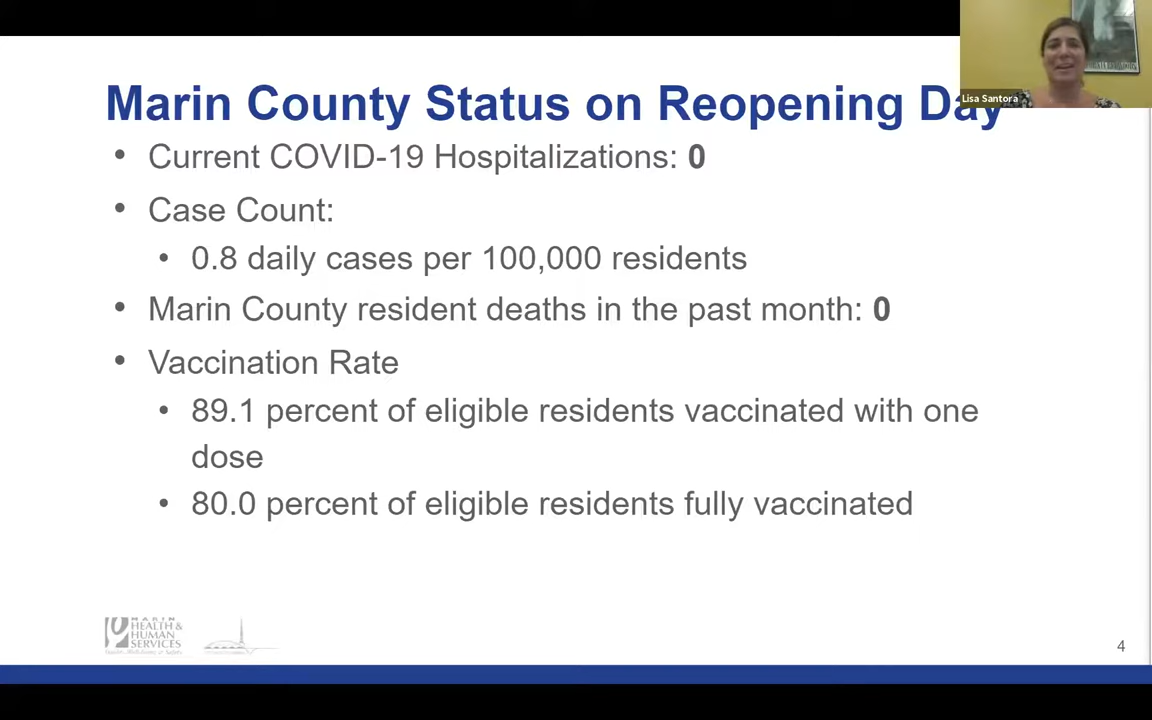 Marin County Status on Reopening Day
Lisa Santora
• Current COVID-19 Hospitalizations: 0
• Case Count:
• 0.8 daily cases per 100,000 residents
• Marin County resident deaths in the past month: 0
• Vaccination Rate
• 89.1 percent of eligible residents vaccinated with one
dose
• 80.0 percent of eligible residents fully vaccinated
MARIN
HEALTH &
HUMAN
SERVICES
4